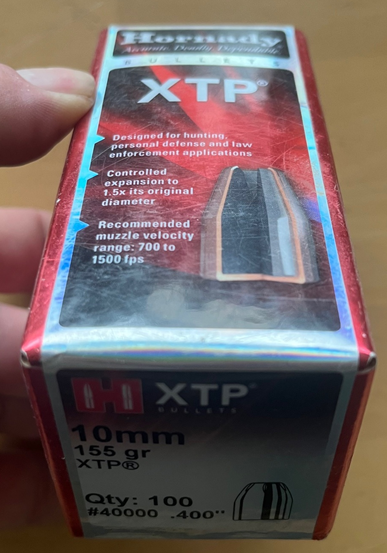 Hornady
Accurate. Deadly. Dependable.
BULLETS
XTP®
Designed for hunting,
personal defense and law
enforcement applications
Controlled
expansion to
1.5x its original
diameter
Recommended
muzzle velocity
range: 700 to
1500 fps
H XTP®
BULLETS
10mm
155 gr
XTP®
Qty: 100
#40000 .400"